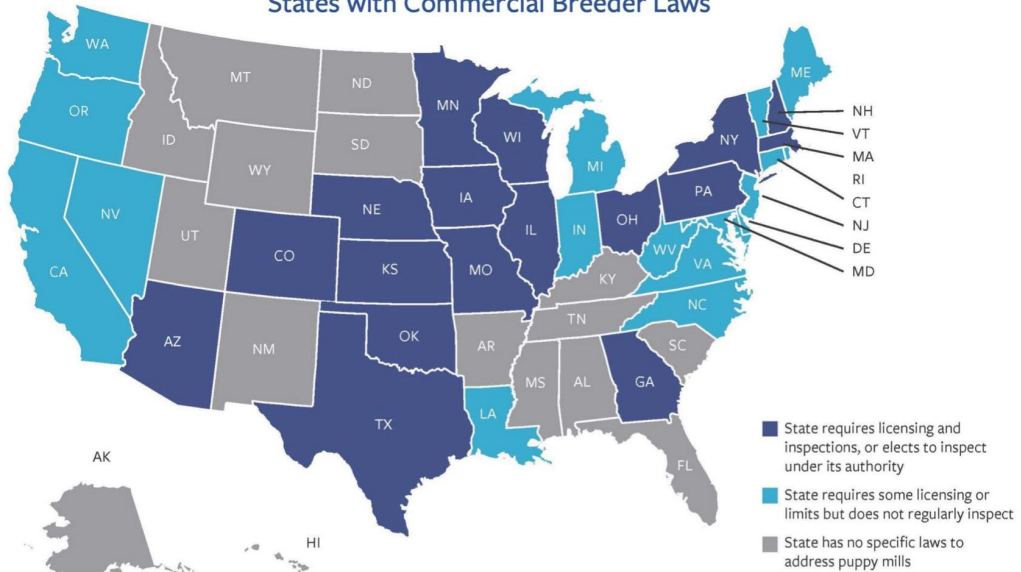 States with Commercial Breeder Laws
WA
MT
ND
MN
ME
OR
ID
SD
WI
NY
NH
VT
MA
RI
CT
NJ
DE
MD
WY
MI
NV
UT
NE
IA
PA
CA
CO
KS
MO
IL
IN
OH
WV
VA
KY
NC
TN
AZ
NM
OK
AR
SC
MS
AL
GA
TX
LA
FL
AK
HI
State requires licensing and
inspections, or elects to inspect
under its authority
State requires some licensing or
limits but does not regularly inspect
State has no specific laws to
address puppy mills